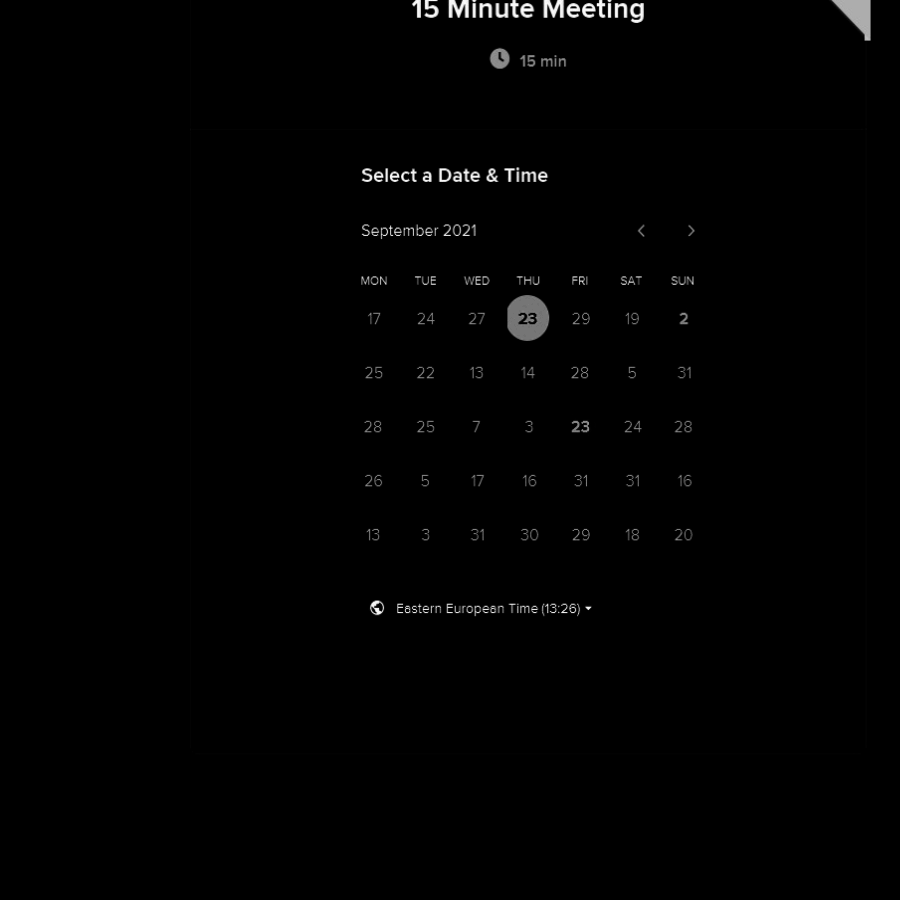 15 Minute Meeting
15 min
Select a Date & Time
September 2021
MON TUE WED THU FRI SAT SUN
17 24 27 23 29 19 2
25 22 13 14 28 5 31
28 25 7 3 23 24 28
26 5 17 16 31 31 16
13 3 31 30 29 18 20
Eastern European Time (13:26)